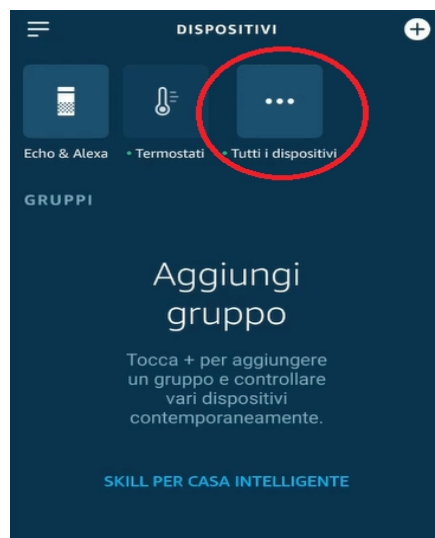 DISPOSITIVI
Echo & Alexa
Termostati
Tutti i dispositivi
GRUPPI
Aggiungi
gruppo
Tocca + per aggiungere
un gruppo e controllare
vari dispositivi
contemporaneamente.
SKILL PER CASA INTELLIGENTE